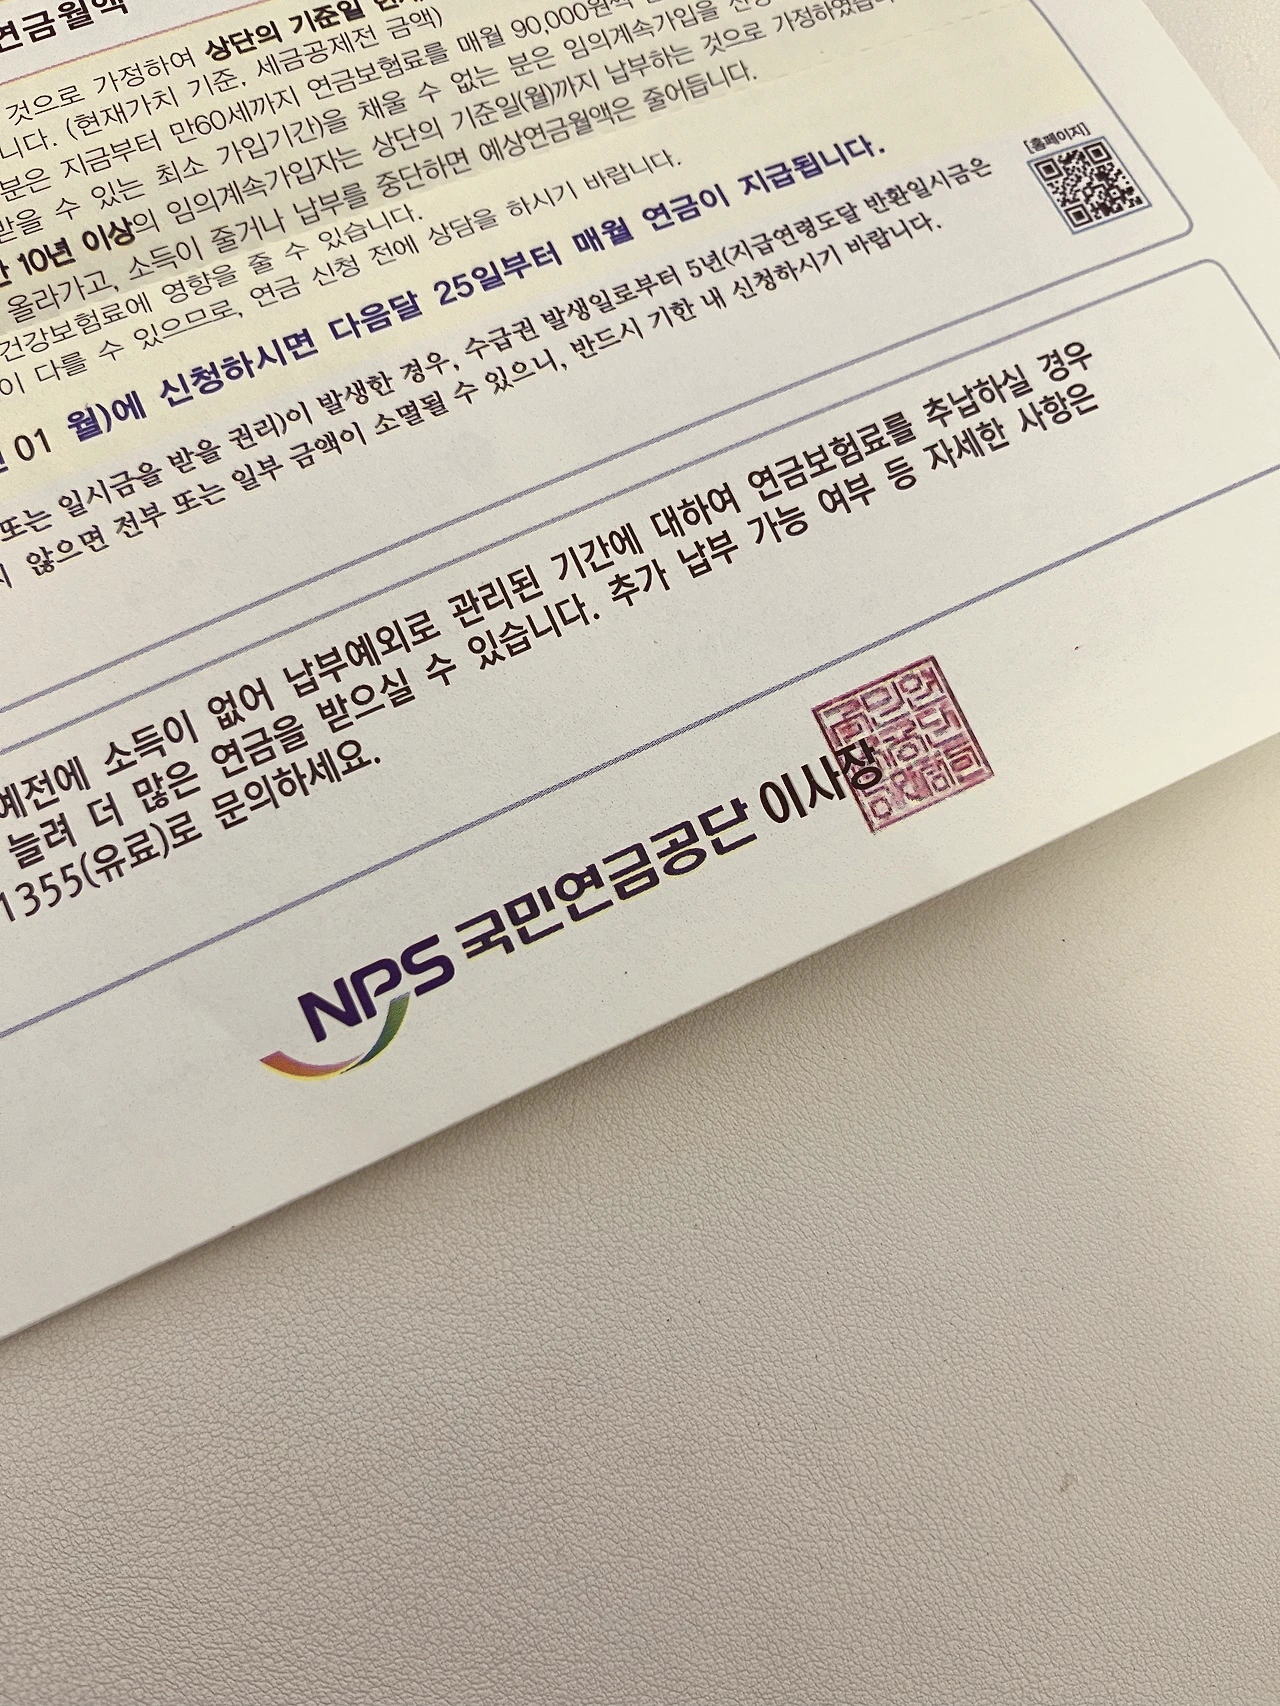 연금월액
것으로 가정하여 상단의 기준일
니다. (현재가치 기준, 세금공제전 금액)
분은 지금부터 만60세까지 연금보험료를 매월 90,000원씩
받을 수 있는 최소 가입기간)을 채울 수 없는 분은 임의계속가입을
10년 이상의 임의계속가입자는 상단의 기준일(월)까지 납부하는 것으로 가정하였습니
올라가고, 소득이 줄거나 납부를 중단하면 예상연금월액은 줄어듭니다.
건강보험료에 영향을 줄 수 있습니다.
이 다를 수 있으므로, 연금 신청 전에 상담을 하시기 바랍니다.
01 월)에 신청하시면 다음달 25일부터 매월 연금이 지급됩니다.
[홈페이지]
또는 일시금을 받을 권리)이 발생한 경우, 수급권 발생일로부터 5년(지급연령도달 반환일시금은
않으면 전부 또는 일부 금액이 소멸될 수 있으니, 반드시 기한 내 신청하시기 바랍니다.
예전에 소득이 없어 납부예외로 관리된 기간에 대하여 연금보험료를 추납하실 경우
늘려 더 많은 연금을 받으실 수 있습니다. 추가 납부 가능 여부 등 자세한 사항은
1355(유료)로 문의하세요.
NPS 국민연금공단 이사장